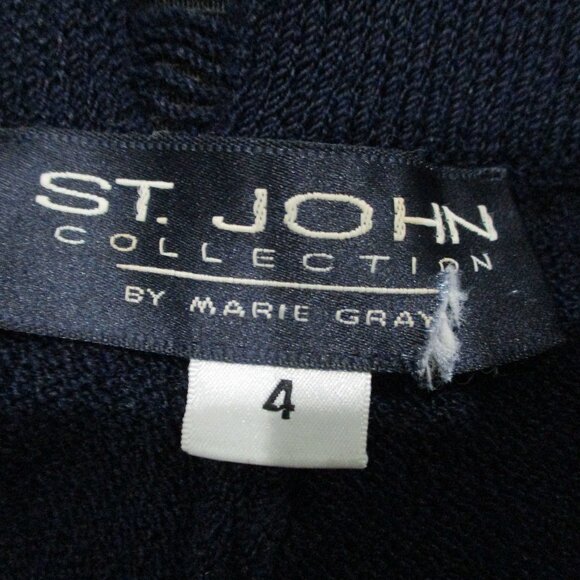 ST. JOHN
COLLECTION
BY MARIE GRAY
4